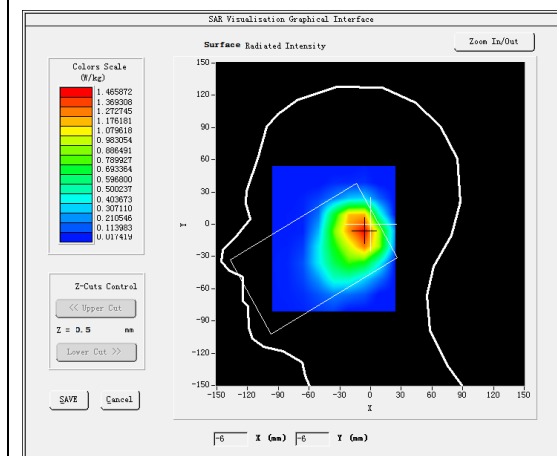 SAR Visualisation Graphical Interface
Surface Radiated Intensity
Zoom In/Out
Colors Scale
(W/kg)
1.465872
1.369308
1.272745
1.176181
1.079618
0.983054
0.886491
0.789927
0.693364
0.596800
0.500237
0.403673
0.307110
0.210546
0.113983
0.017419
Z-Cuts Control
<< Upper Cut
Z = 0.5 mm
Lower Cut >>
SAVE
Cancel
150
120
90
60
30
0
-30
-60
-90
-120
-150
Y
-150 -120 -90 -60 -30 0 30 60 90 120 150
X
-6 X (mm) -6 Y (mm)